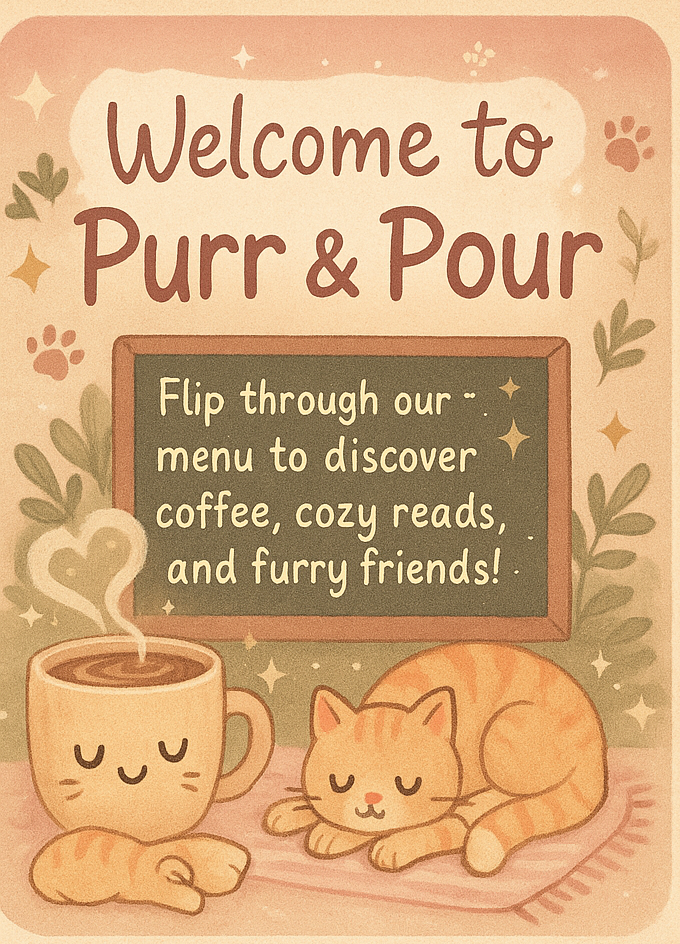 Welcome to
Purr & Pour
Flip through our
menu to discover
coffee, cozy reads,
and furry friends!